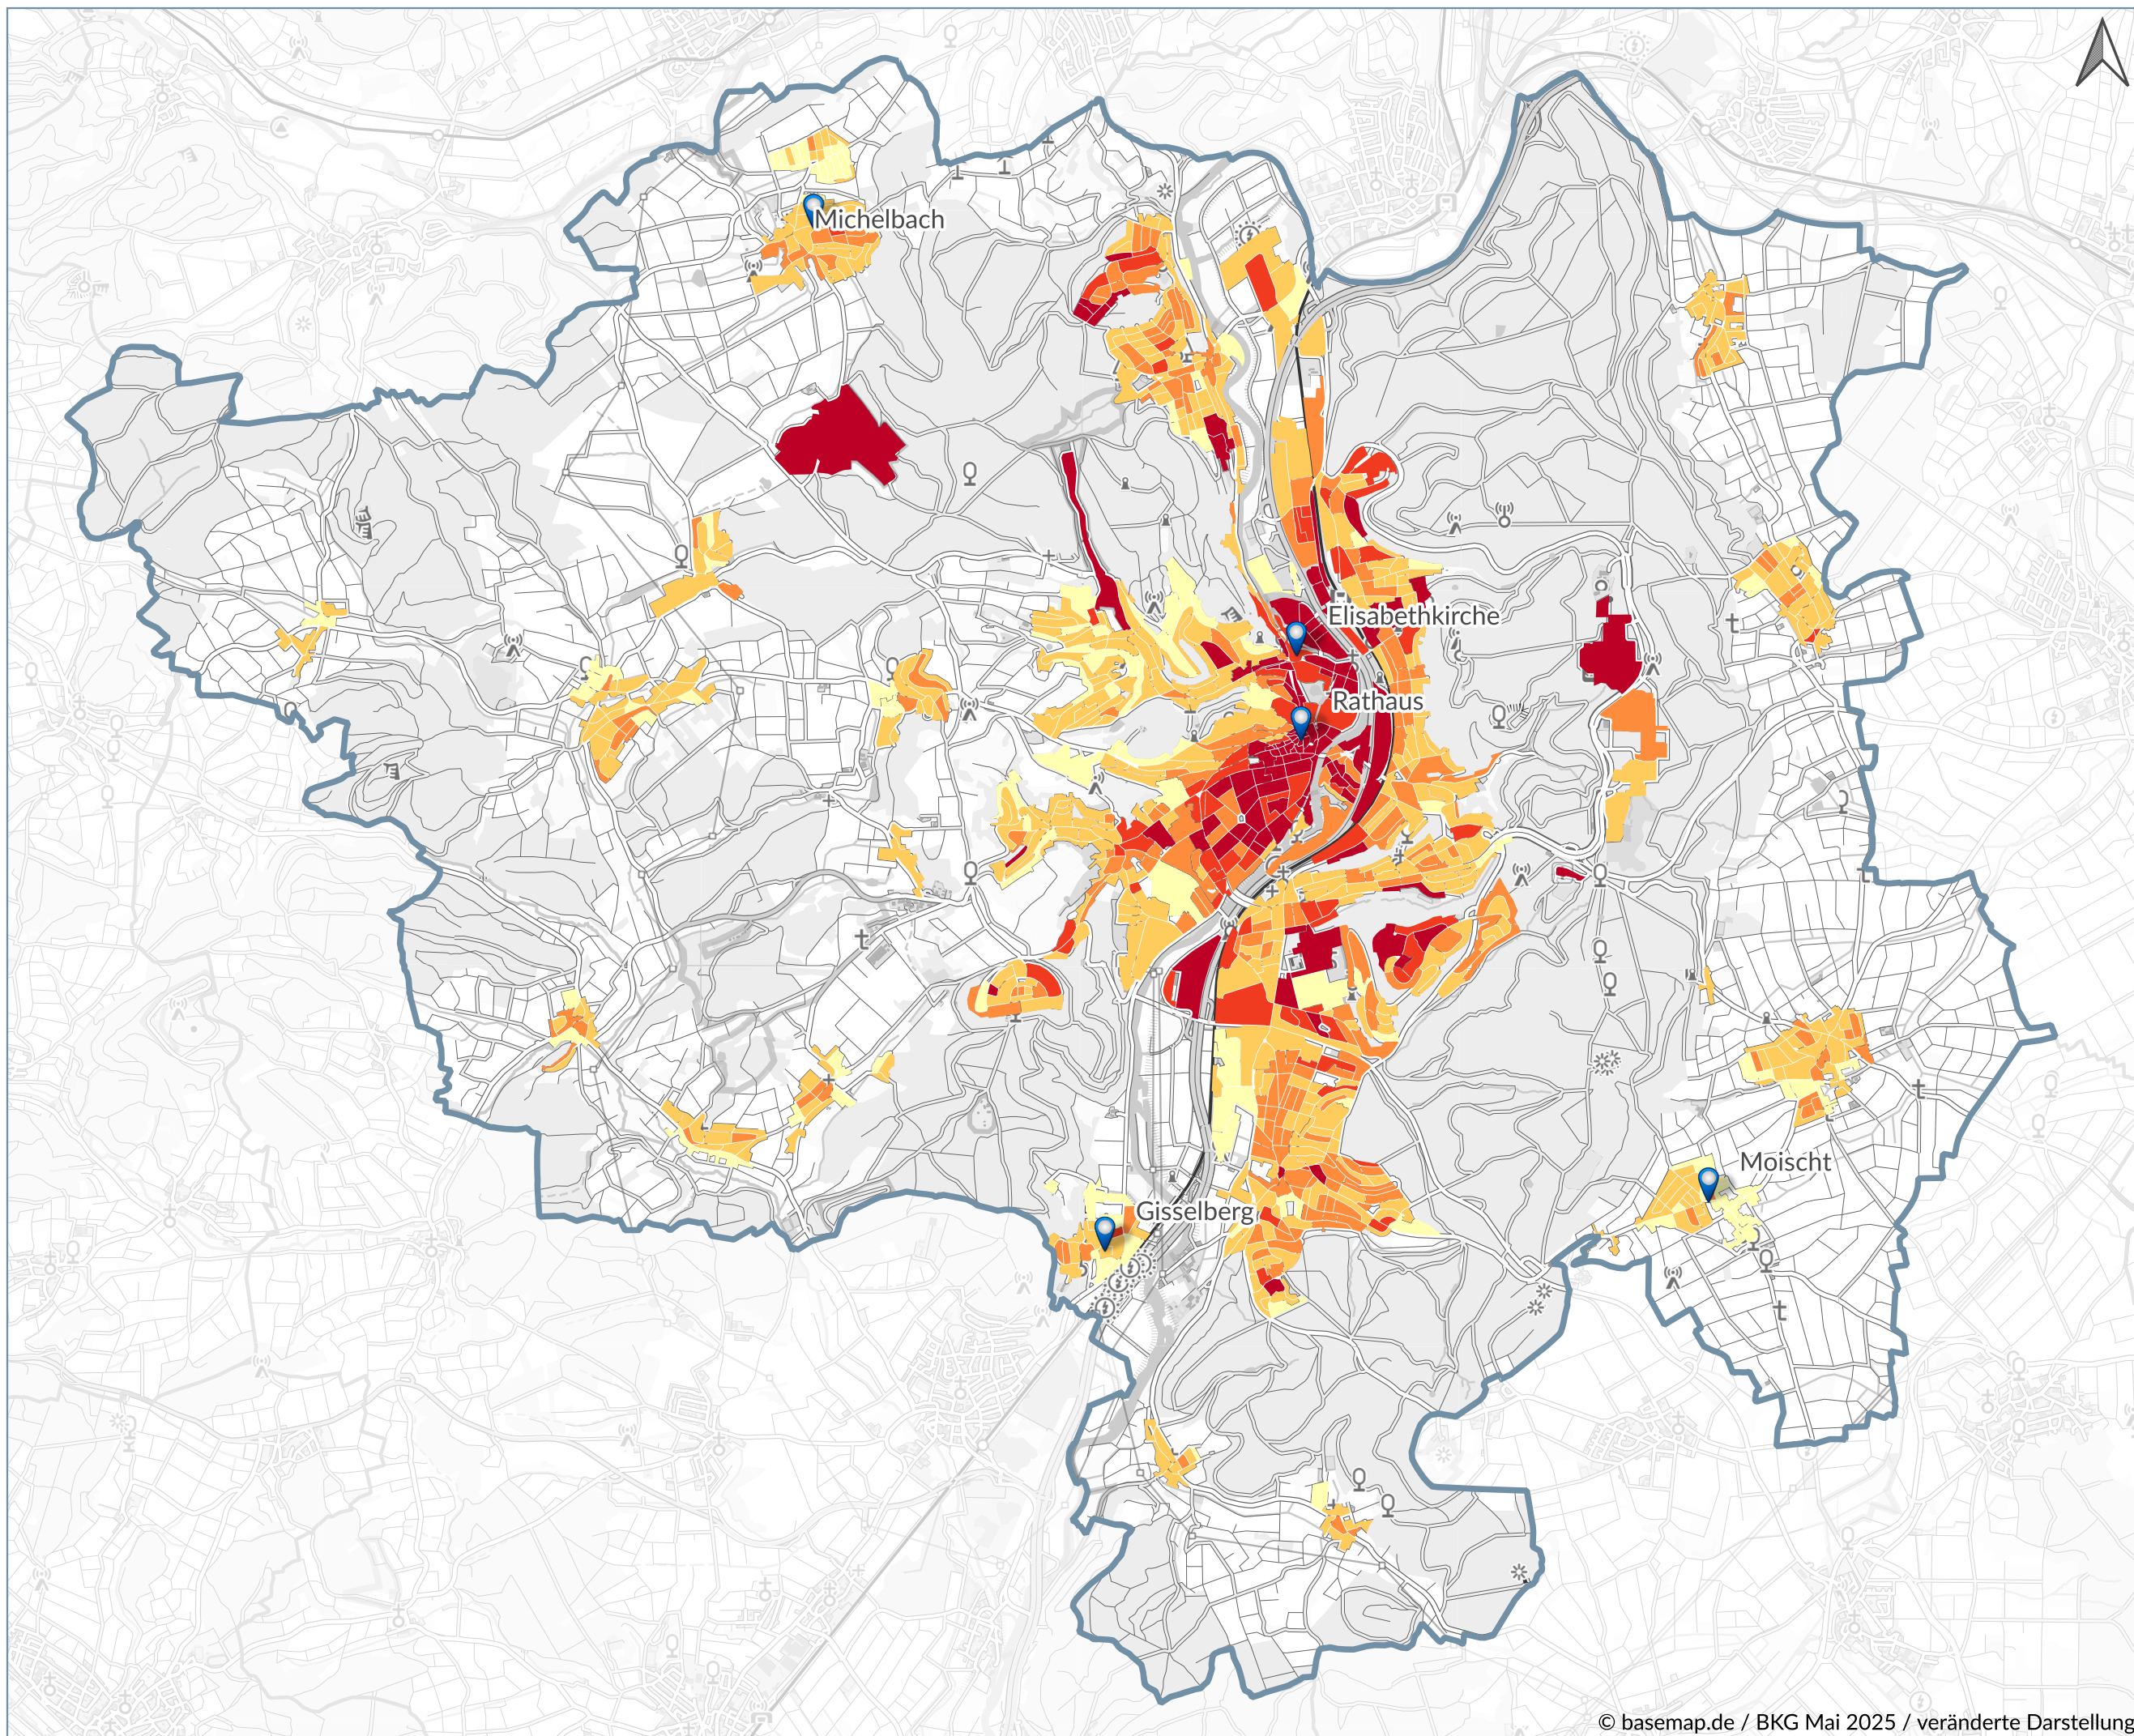 Michelbach
Elisabethkirche
Rathaus
Moischt
Gisselberg
© basemap.de / BKG Mai 2025 / veränderte Darstellung